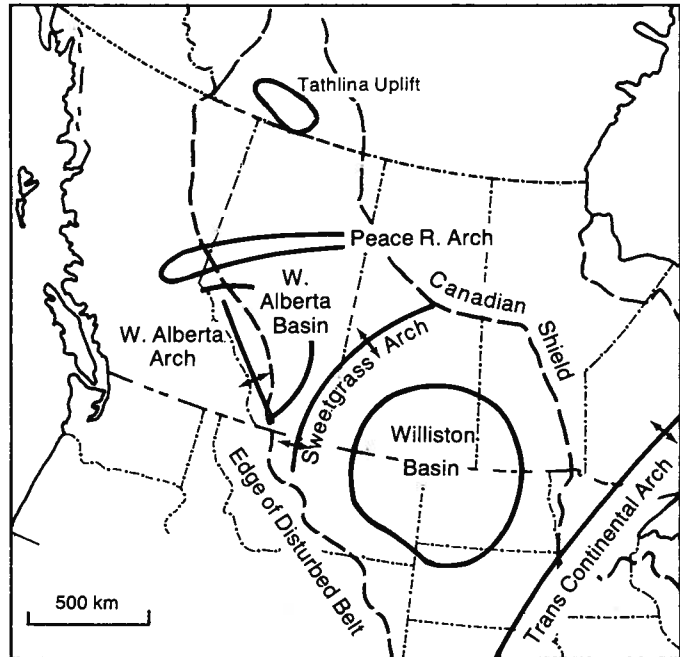 Tathlina Uplift
Peace R. Arch
W.
Alberta
Basin
Canadian
Shield
W. Alberta
Arch
Sweetgrass Arch
Williston
Basin
Edge of Disturbed Belt
Trans Continental Arch
500 km